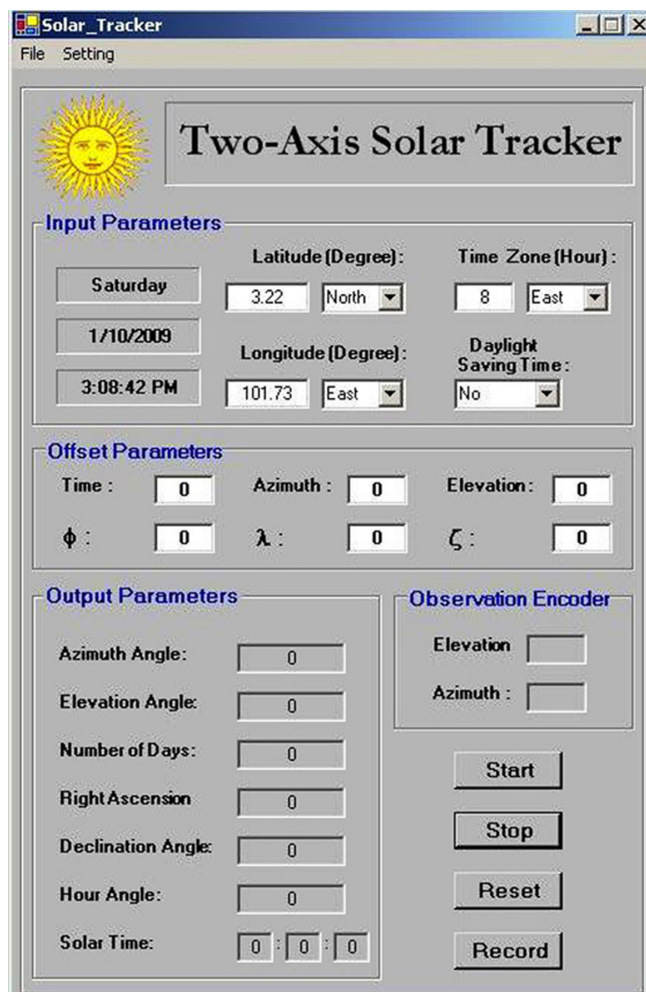 Solar_Tracker
File Setting
Two-Axis Solar Tracker
Input Parameters
Saturday
1/10/2009
3:08:42 PM
Latitude (Degree) :
3.22 North
Longitude (Degree) :
101.73 East
Time Zone (Hour) :
8 East
Daylight
Saving Time :
No
Offset Parameters
Time : 0 Azimuth : 0 Elevation : 0
ϕ : 0 λ : 0 ζ : 0
Output Parameters
Azimuth Angle: 0
Elevation Angle: 0
Number of Days: 0
Right Ascension 0
Declination Angle: 0
Hour Angle: 0
Solar Time: 0 : 0 : 0
Observation Encoder
Elevation
Azimuth :
Start
Stop
Reset
Record